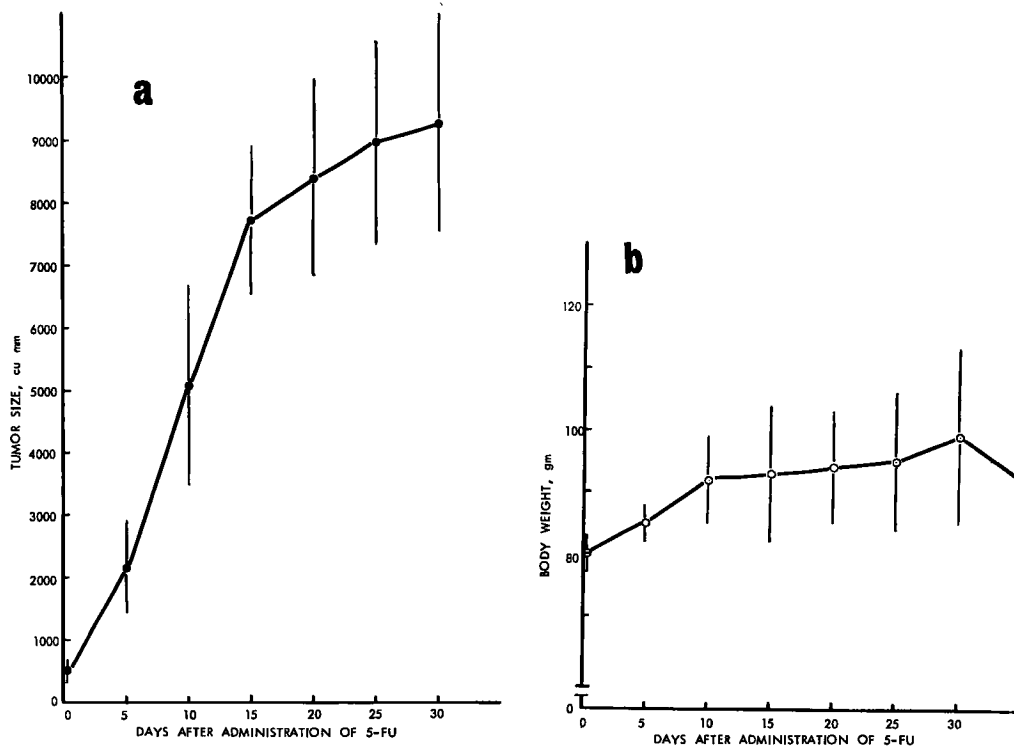 a
10000
9000
8000
7000
6000
5000
4000
3000
2000
1000
0
TUMOR SIZE, cu mm
0 5 10 15 20 25 30
DAYS AFTER ADMINISTRATION OF 5-FU
b
120
100
80
0
BODY WEIGHT, gm
0 5 10 15 20 25 30
DAYS AFTER ADMINISTRATION OF 5-FU